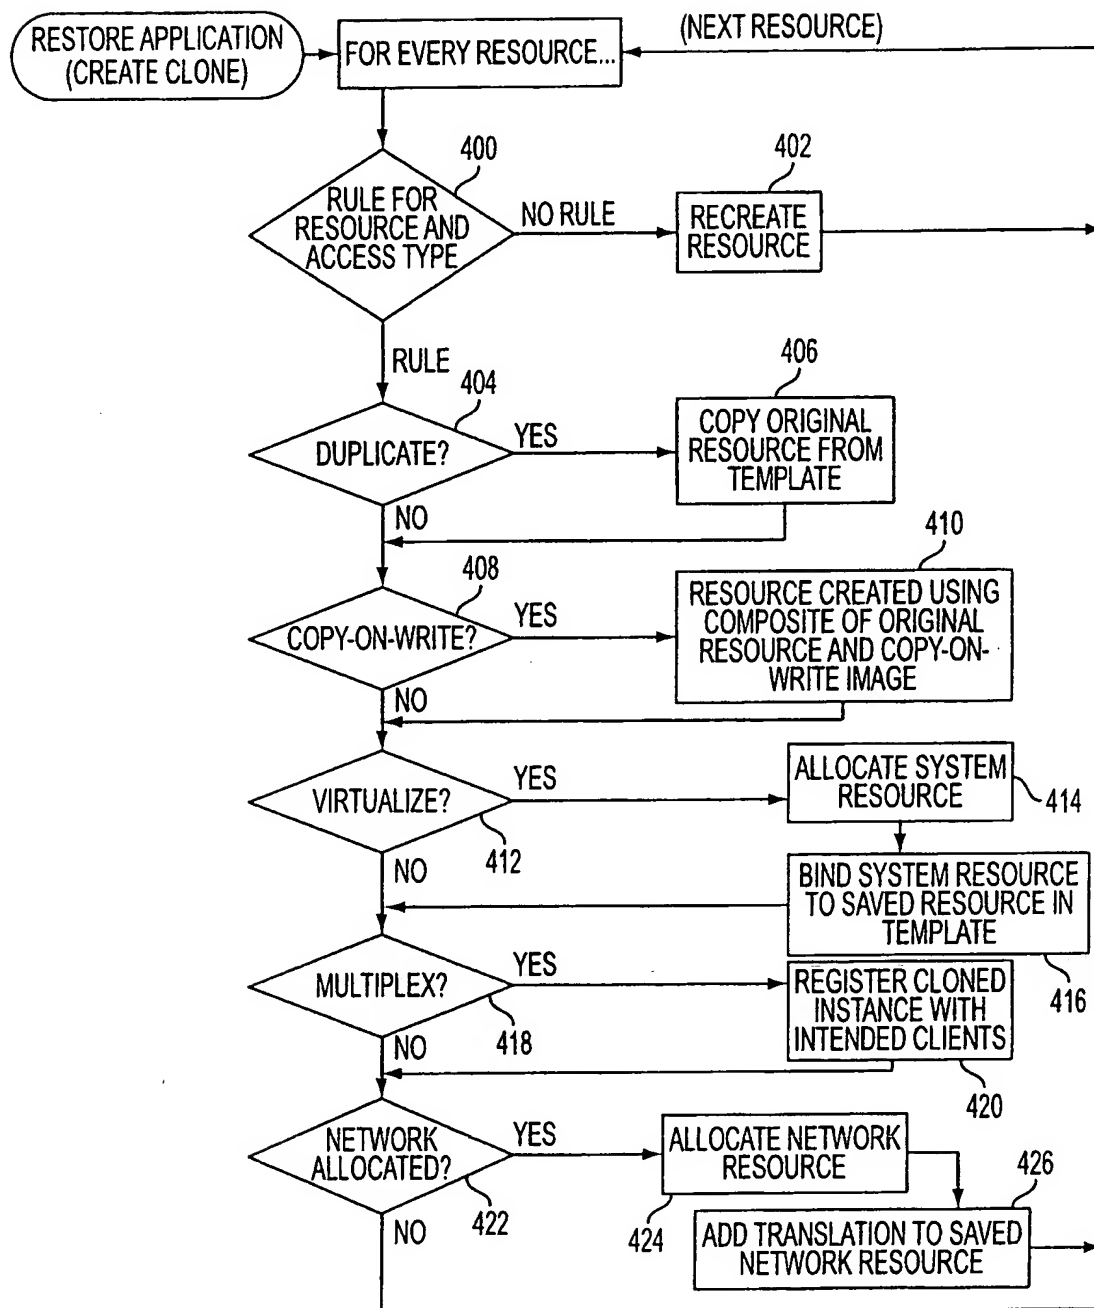 RESTORE APPLICATION
(CREATE CLONE)
FOR EVERY RESOURCE...
(NEXT RESOURCE)
400
RULE FOR
RESOURCE AND
ACCESS TYPE
NO RULE
402
RECREATE
RESOURCE
RULE
404
DUPLICATE?
YES
406
COPY ORIGINAL
RESOURCE FROM
TEMPLATE
NO
408
COPY-ON-WRITE?
YES
410
RESOURCE CREATED USING
COMPOSITE OF ORIGINAL
RESOURCE AND COPY-ON-
WRITE IMAGE
NO
VIRTUALIZE?
412
YES
ALLOCATE SYSTEM
RESOURCE
414
NO
BIND SYSTEM RESOURCE
TO SAVED RESOURCE IN
TEMPLATE
416
MULTIPLEX?
418
YES
REGISTER CLONED
INSTANCE WITH
INTENDED CLIENTS
420
NO
NETWORK
ALLOCATED?
422
YES
ALLOCATE NETWORK
RESOURCE
424
426
ADD TRANSLATION TO SAVED
NETWORK RESOURCE
NO